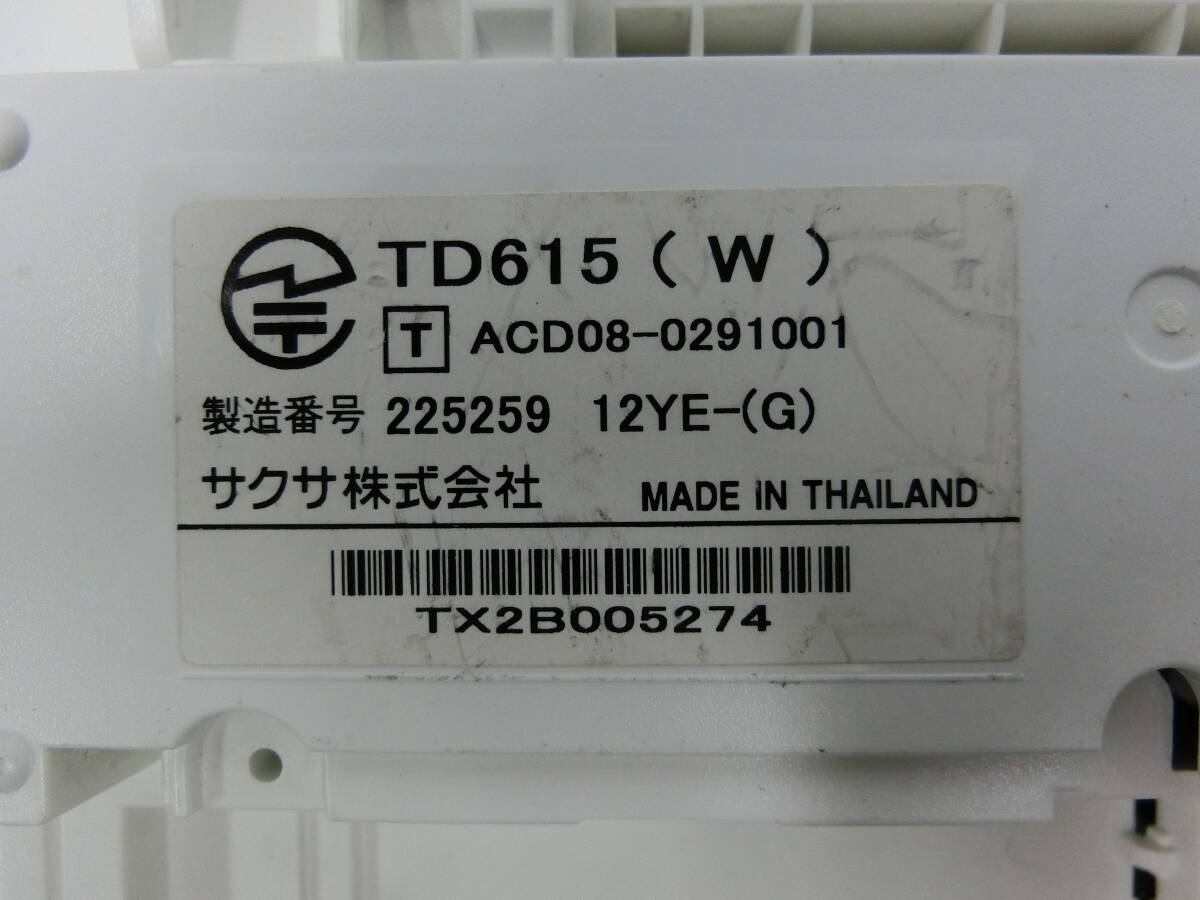 TD615 ( W )
T ACD08-0291001
製造番号 225259 12YE-(G)
サクサ株式会社 MADE IN THAILAND
TX2B005274